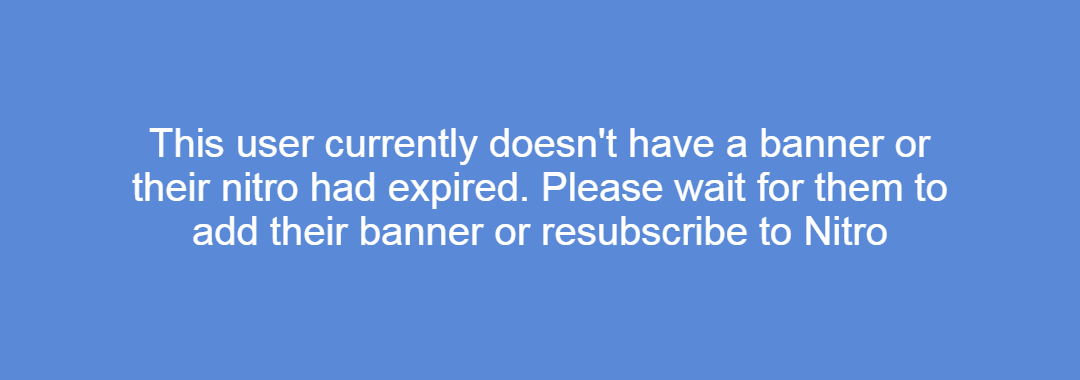 This user currently doesn't have a banner or
their nitro had expired. Please wait for them to
add their banner or resubscribe to Nitro